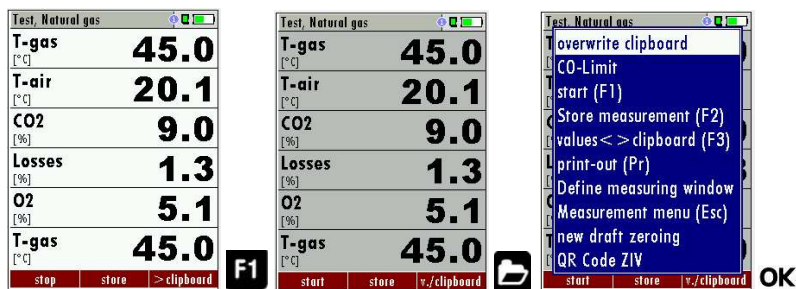 Test, Natural gas
T-gas
[°C]
45.0
T-air
[°C]
20.1
CO2
[%]
9.0
Losses
[%]
1.3
O2
[%]
5.1
T-gas
[°C]
45.0
stop store >clipboard
F1
Test, Natural gas
T-gas
[°C]
45.0
T-air
[°C]
20.1
CO2
[%]
9.0
Losses
[%]
1.3
O2
[%]
5.1
T-gas
[°C]
45.0
start store v./clipboard
Test, Natural gas
overwrite clipboard
CO-Limit
start (F1)
Store measurement (F2)
values< >clipboard (F3)
print-out (Pr)
Define measuring window
Measurement menu (Esc)
new draft zeroing
QR Code ZIV
start store v./clipboard
OK